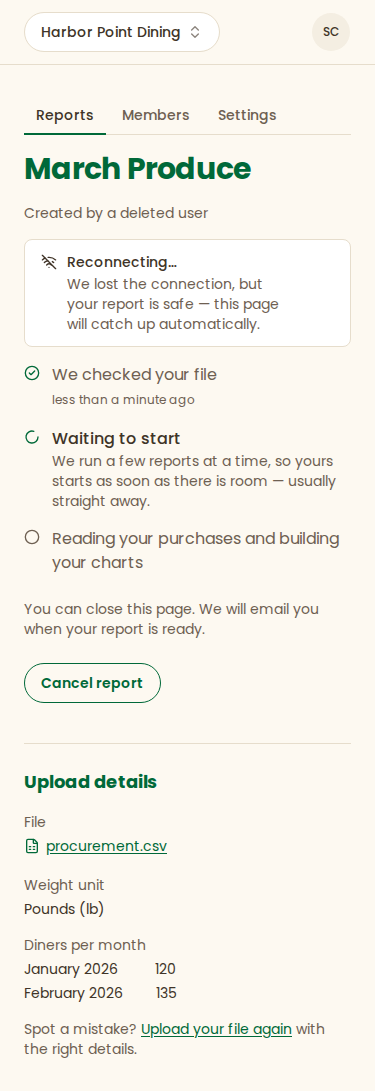 Harbor Point Dining
SC
Reports Members Settings
March Produce
Created by a deleted user
Reconnecting...
We lost the connection, but
your report is safe — this page
will catch up automatically.
We checked your file
less than a minute ago
Waiting to start
We run a few reports at a time, so yours
starts as soon as there is room — usually
straight away.
Reading your purchases and building
your charts
You can close this page. We will email you
when your report is ready.
Cancel report
Upload details
File
procurement.csv
Weight unit
Pounds (lb)
Diners per month
January 2026 120
February 2026 135
Spot a mistake? Upload your file again with
the right details.